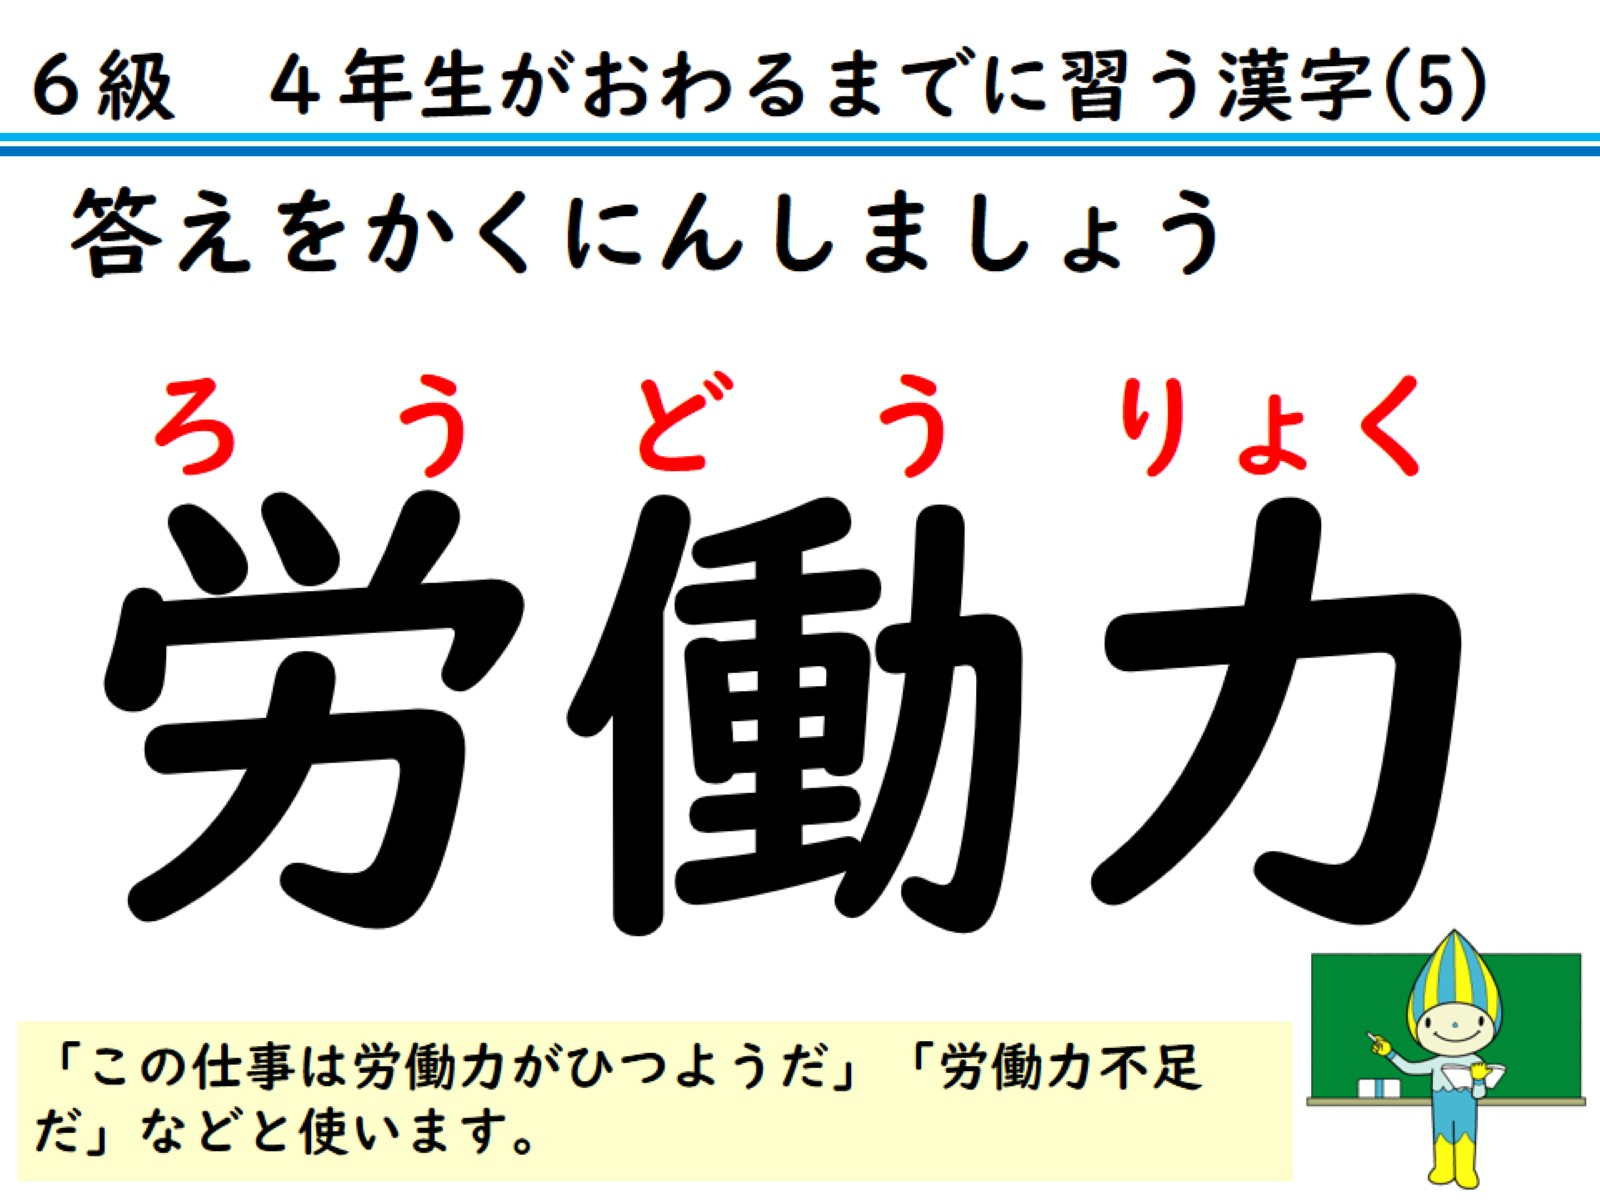 ６級　４年生がおわるまでに習う漢字(5)
答えをかくにんしましょう
ろうどうりょく
労働力
「この仕事は労働力がひつようだ」「労働力不足
だ」などと使います。